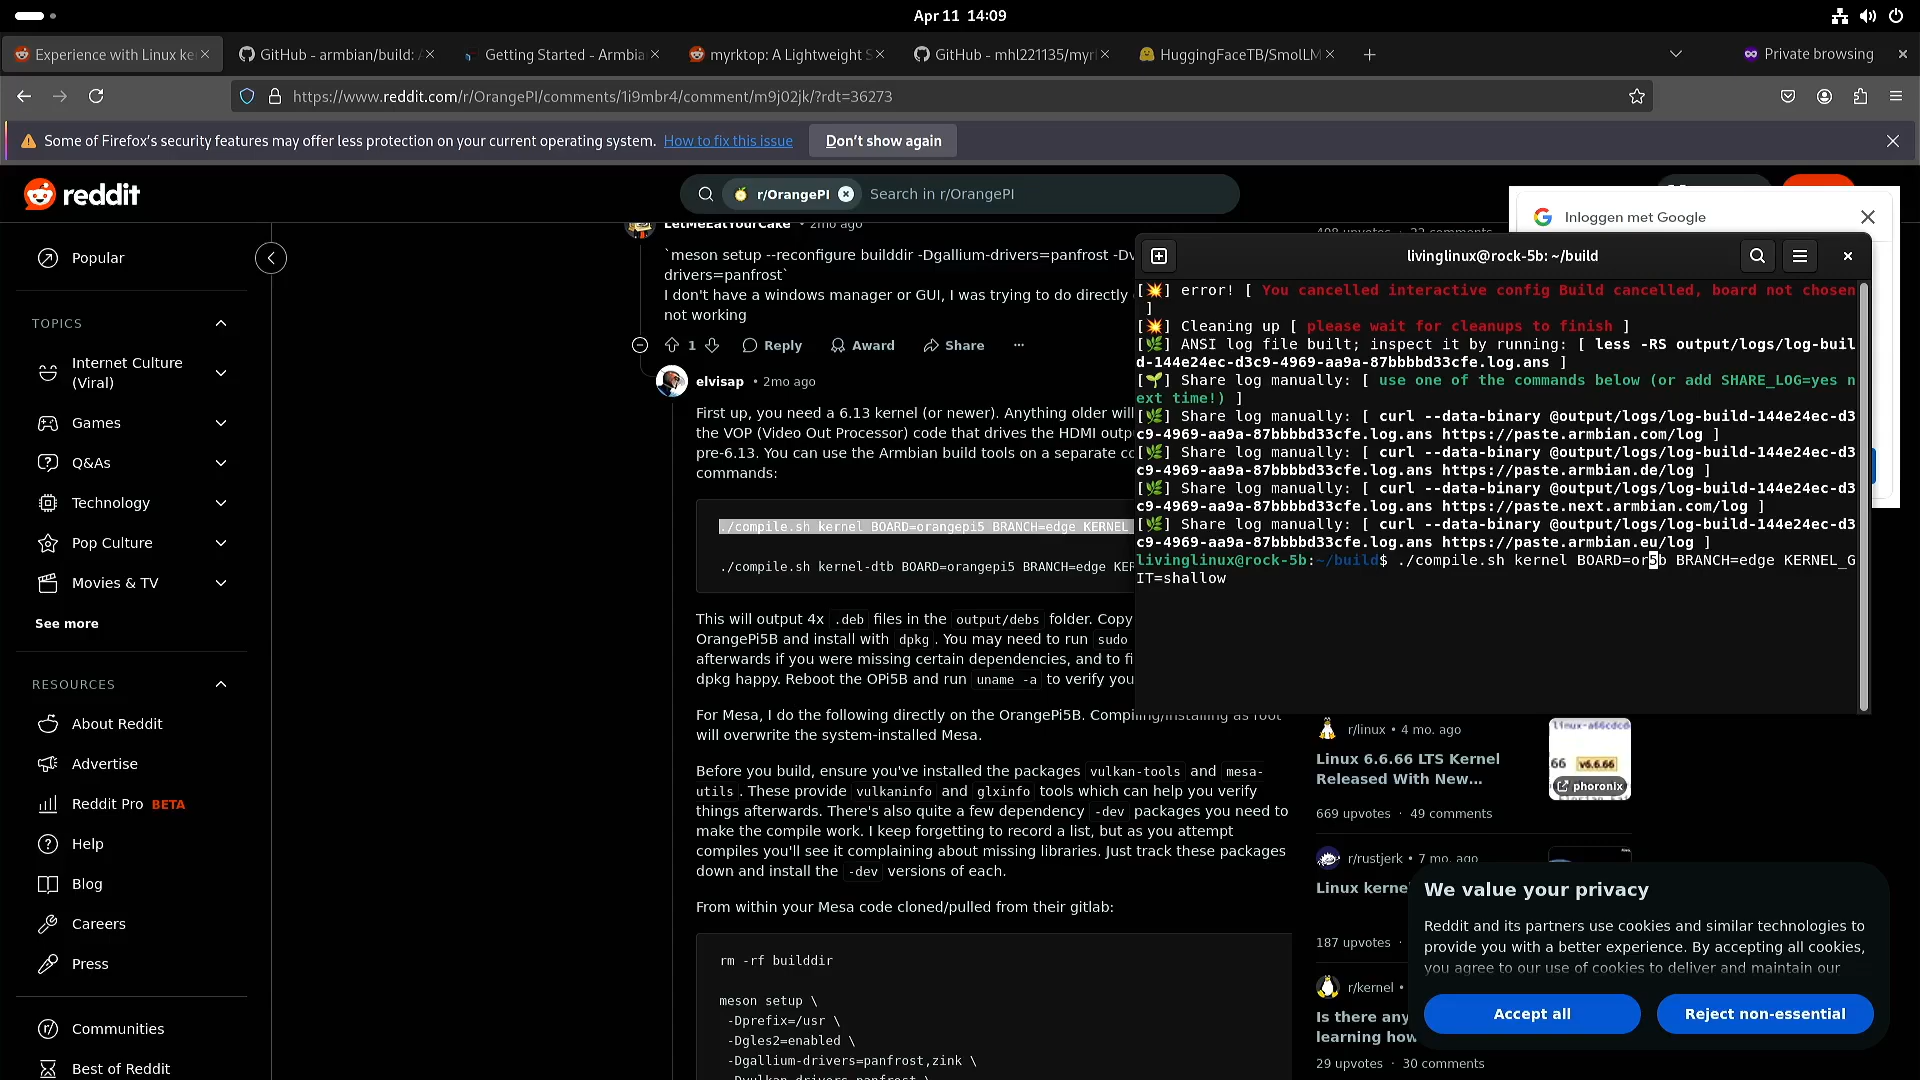 Apr 11 14:09
Experience with Linux ke
GitHub - armbian/build:
Getting Started - Armbia
myrktop: A Lightweight S
GitHub - mhl221135/myr
HuggingFaceTB/SmolLM
Private browsing
https://www.reddit.com/r/OrangePI/comments/1i9mbr4/comment/m9j02jk/?rdt=36273
Some of Firefox's security features may offer less protection on your current operating system. How to fix this issue Don't show again
reddit
r/OrangePI Search in r/OrangePI
Inloggen met Google
Popular
TOPICS
Internet Culture
(Viral)
Games
Q&As
Technology
Pop Culture
Movies & TV
See more
RESOURCES
About Reddit
Advertise
Reddit Pro BETA
Help
Blog
Careers
Press
Communities
Best of Reddit
LetMeEatYourCake • 2mo ago
`meson setup --reconfigure builddir -Dgallium-drivers=panfrost -Dv
drivers=panfrost`
I don't have a windows manager or GUI, I was trying to do directly
not working
1 Reply Award Share ...
elvisap • 2mo ago
First up, you need a 6.13 kernel (or newer). Anything older will
the VOP (Video Out Processor) code that drives the HDMI outp
pre-6.13. You can use the Armbian build tools on a separate co
commands:
./compile.sh kernel BOARD=orangepi5 BRANCH=edge KERNEL_
./compile.sh kernel-dtb BOARD=orangepi5 BRANCH=edge KER
This will output 4x .deb files in the output/debs folder. Copy
OrangePi5B and install with dpkg. You may need to run sudo
afterwards if you were missing certain dependencies, and to fi
dpkg happy. Reboot the OPi5B and run uname -a to verify you
For Mesa, I do the following directly on the OrangePi5B. Compiling/installing as root
will overwrite the system-installed Mesa.
Before you build, ensure you've installed the packages vulkan-tools and mesa-
utils. These provide vulkaninfo and glxinfo tools which can help you verify
things afterwards. There's also quite a few dependency -dev packages you need to
make the compile work. I keep forgetting to record a list, but as you attempt
compiles you'll see it complaining about missing libraries. Just track these packages
down and install the -dev versions of each.
From within your Mesa code cloned/pulled from their gitlab:
rm -rf builddir
meson setup \
-Dprefix=/usr \
-Dgles2=enabled \
-Dgallium-drivers=panfrost,zink \
-Dvulkan-drivers=panfrost \
408 upvotes · 22 comments
livinglinux@rock-5b: ~/build
[💥] error! [ You cancelled interactive config Build cancelled, board not chosen
]
[💥] Cleaning up [ please wait for cleanups to finish ]
[🌿] ANSI log file built; inspect it by running: [ less -RS output/logs/log-buil
d-144e24ec-d3c9-4969-aa9a-87bbbbd33cfe.log.ans ]
[🌱] Share log manually: [ use one of the commands below (or add SHARE_LOG=yes n
ext time!) ]
[🌿] Share log manually: [ curl --data-binary @output/logs/log-build-144e24ec-d3
c9-4969-aa9a-87bbbbd33cfe.log.ans https://paste.armbian.com/log ]
[🌿] Share log manually: [ curl --data-binary @output/logs/log-build-144e24ec-d3
c9-4969-aa9a-87bbbbd33cfe.log.ans https://paste.armbian.de/log ]
[🌿] Share log manually: [ curl --data-binary @output/logs/log-build-144e24ec-d3
c9-4969-aa9a-87bbbbd33cfe.log.ans https://paste.next.armbian.com/log ]
[🌿] Share log manually: [ curl --data-binary @output/logs/log-build-144e24ec-d3
c9-4969-aa9a-87bbbbd33cfe.log.ans https://paste.armbian.eu/log ]
livinglinux@rock-5b:~/build$ ./compile.sh kernel BOARD=or5b BRANCH=edge KERNEL_G
IT=shallow
r/linux • 4 mo. ago
Linux 6.6.66 LTS Kernel
Released With New...
linux-a66cdcd
66 v6.6.66
phoronix
669 upvotes · 49 comments
r/rustjerk • 7 mo. ago
Linux kerne
187 upvotes ·
r/kernel •
Is there any
learning how
29 upvotes · 30 comments
We value your privacy
Reddit and its partners use cookies and similar technologies to
provide you with a better experience. By accepting all cookies,
you agree to our use of cookies to deliver and maintain our
Accept all
Reject non-essential